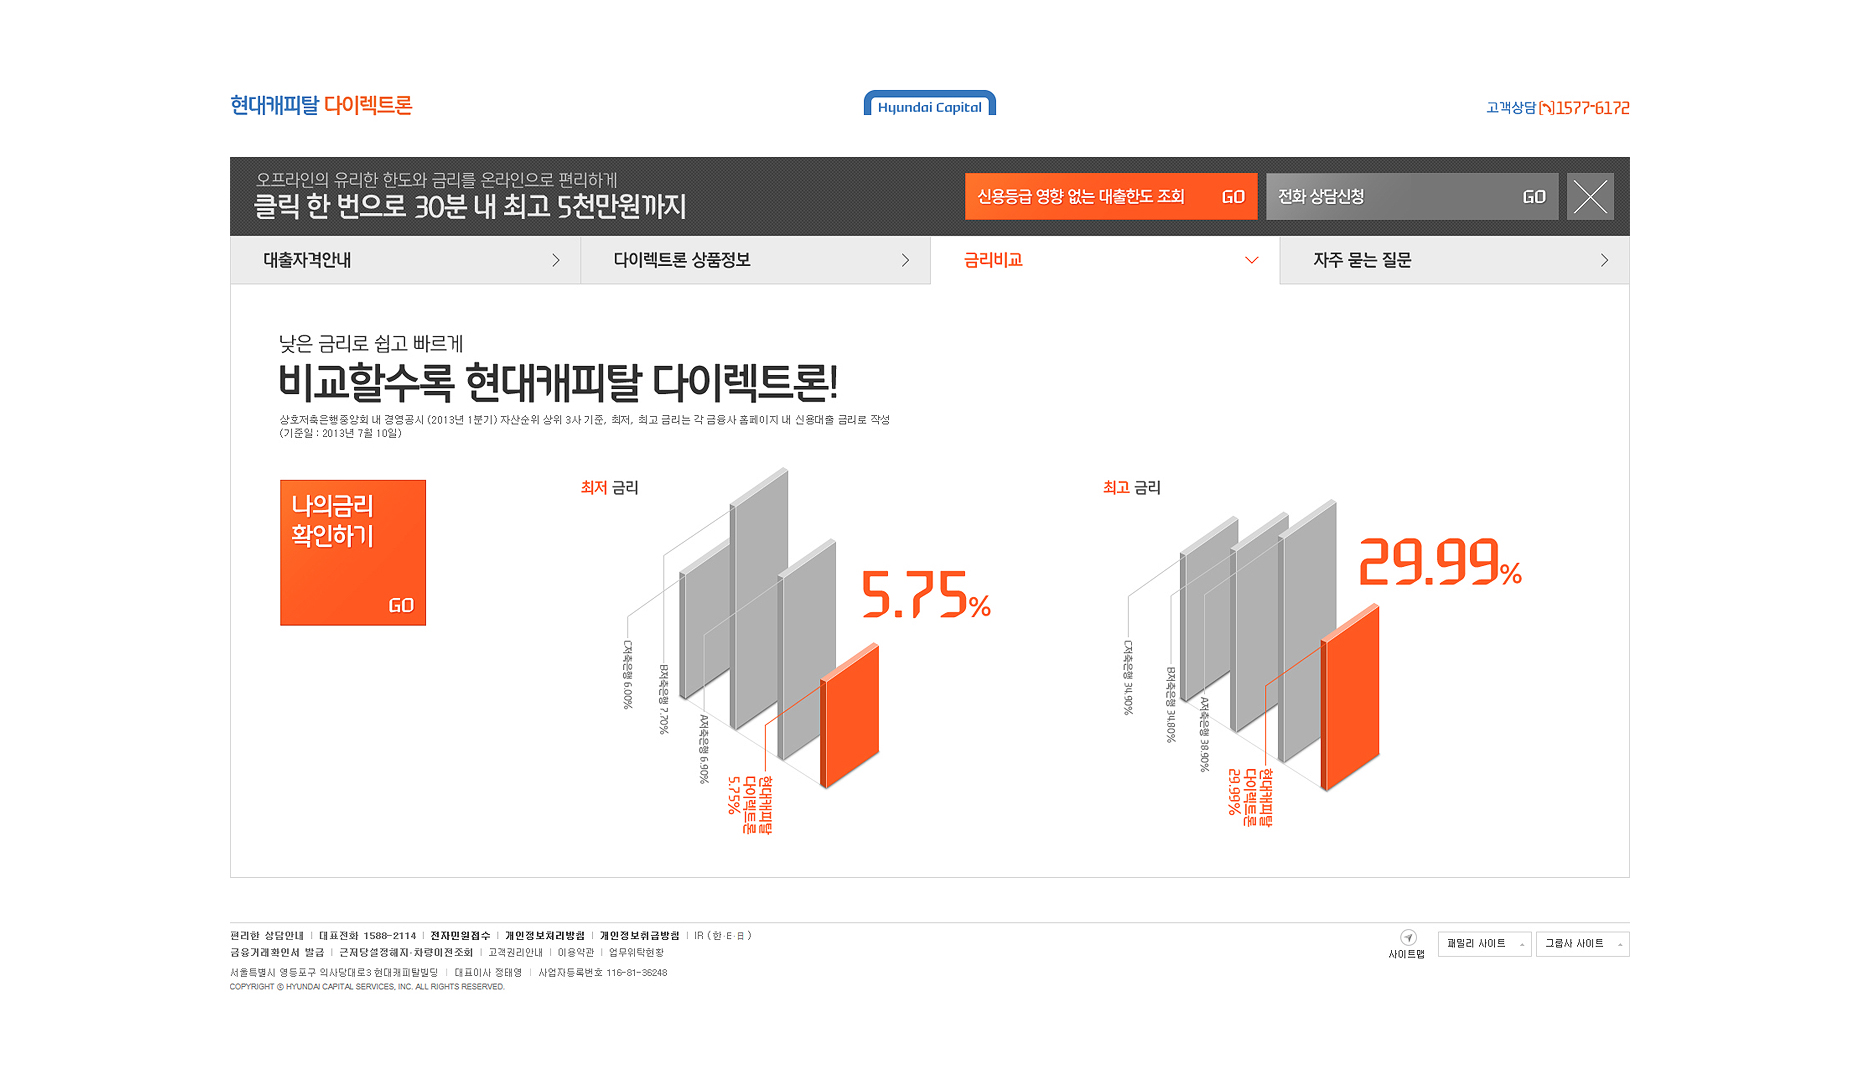 현대캐피탈 다이렉트론
Hyundai Capital
고객상담 1577-6172
오프라인의 유리한 한도와 금리를 온라인으로 편리하게
클릭 한 번으로 30분 내 최고 5천만원까지
신용등급 영향 없는 대출한도 조회 GO
전화 상담신청 GO
대출자격안내
다이렉트론 상품정보
금리비교
자주 묻는 질문
낮은 금리로 쉽고 빠르게
비교할수록 현대캐피탈 다이렉트론!
상호저축은행중앙회 내 경영공시 (2013년 1분기) 자산순위 상위 3사 기준, 최저, 최고 금리는 각 금융사 홈페이지 내 신용대출 금리로 작성
(기준일 : 2013년 7월 10일)
나의금리
확인하기
GO
최저 금리
5.75%
C저축은행 6.00%
B저축은행 7.70%
A저축은행 6.90%
현대캐피탈
다이렉트론
5.75%
최고 금리
29.99%
C저축은행 34.90%
B저축은행 34.80%
A저축은행 38.90%
현대캐피탈
다이렉트론
29.99%
편리한 상담안내 | 대표전화 1588-2114 | 전자민원접수 | 개인정보처리방침 | 개인정보취급방침 | IR (한·E·日)
금융거래확인서 발급 | 근저당설정해지·차량이전조회 | 고객권리안내 | 이용약관 | 업무위탁현황
서울특별시 영등포구 의사당대로3 현대캐피탈빌딩 | 대표이사 정태영 | 사업자등록번호 116-81-36248
COPYRIGHT © HYUNDAI CAPITAL SERVICES, INC. ALL RIGHTS RESERVED.
사이트맵
패밀리 사이트
그룹사 사이트